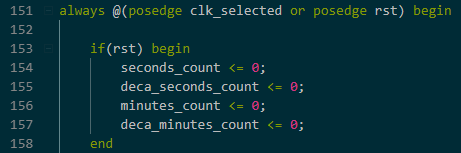 151 always @(posedge clk_selected or posedge rst) begin
152
153     if(rst) begin
154         seconds_count <= 0;
155         deca_seconds_count <= 0;
156         minutes_count <= 0;
157         deca_minutes_count <= 0;
158     end